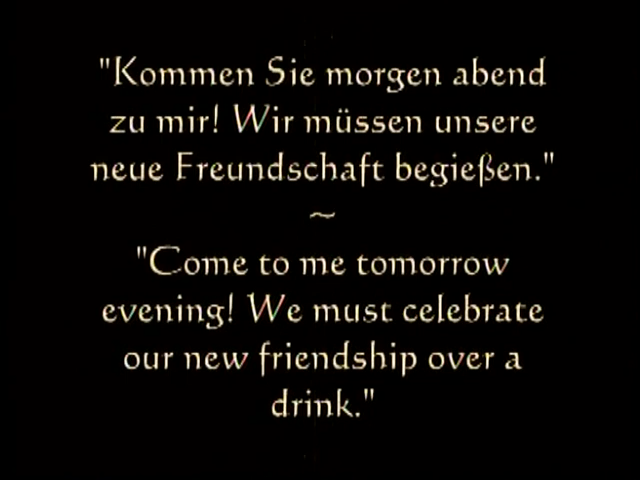 "Kommen Sie morgen abend
zu mir! Wir müssen unsere
neue Freundschaft begießen."
~
"Come to me tomorrow
evening! We must celebrate
our new friendship over a
drink."